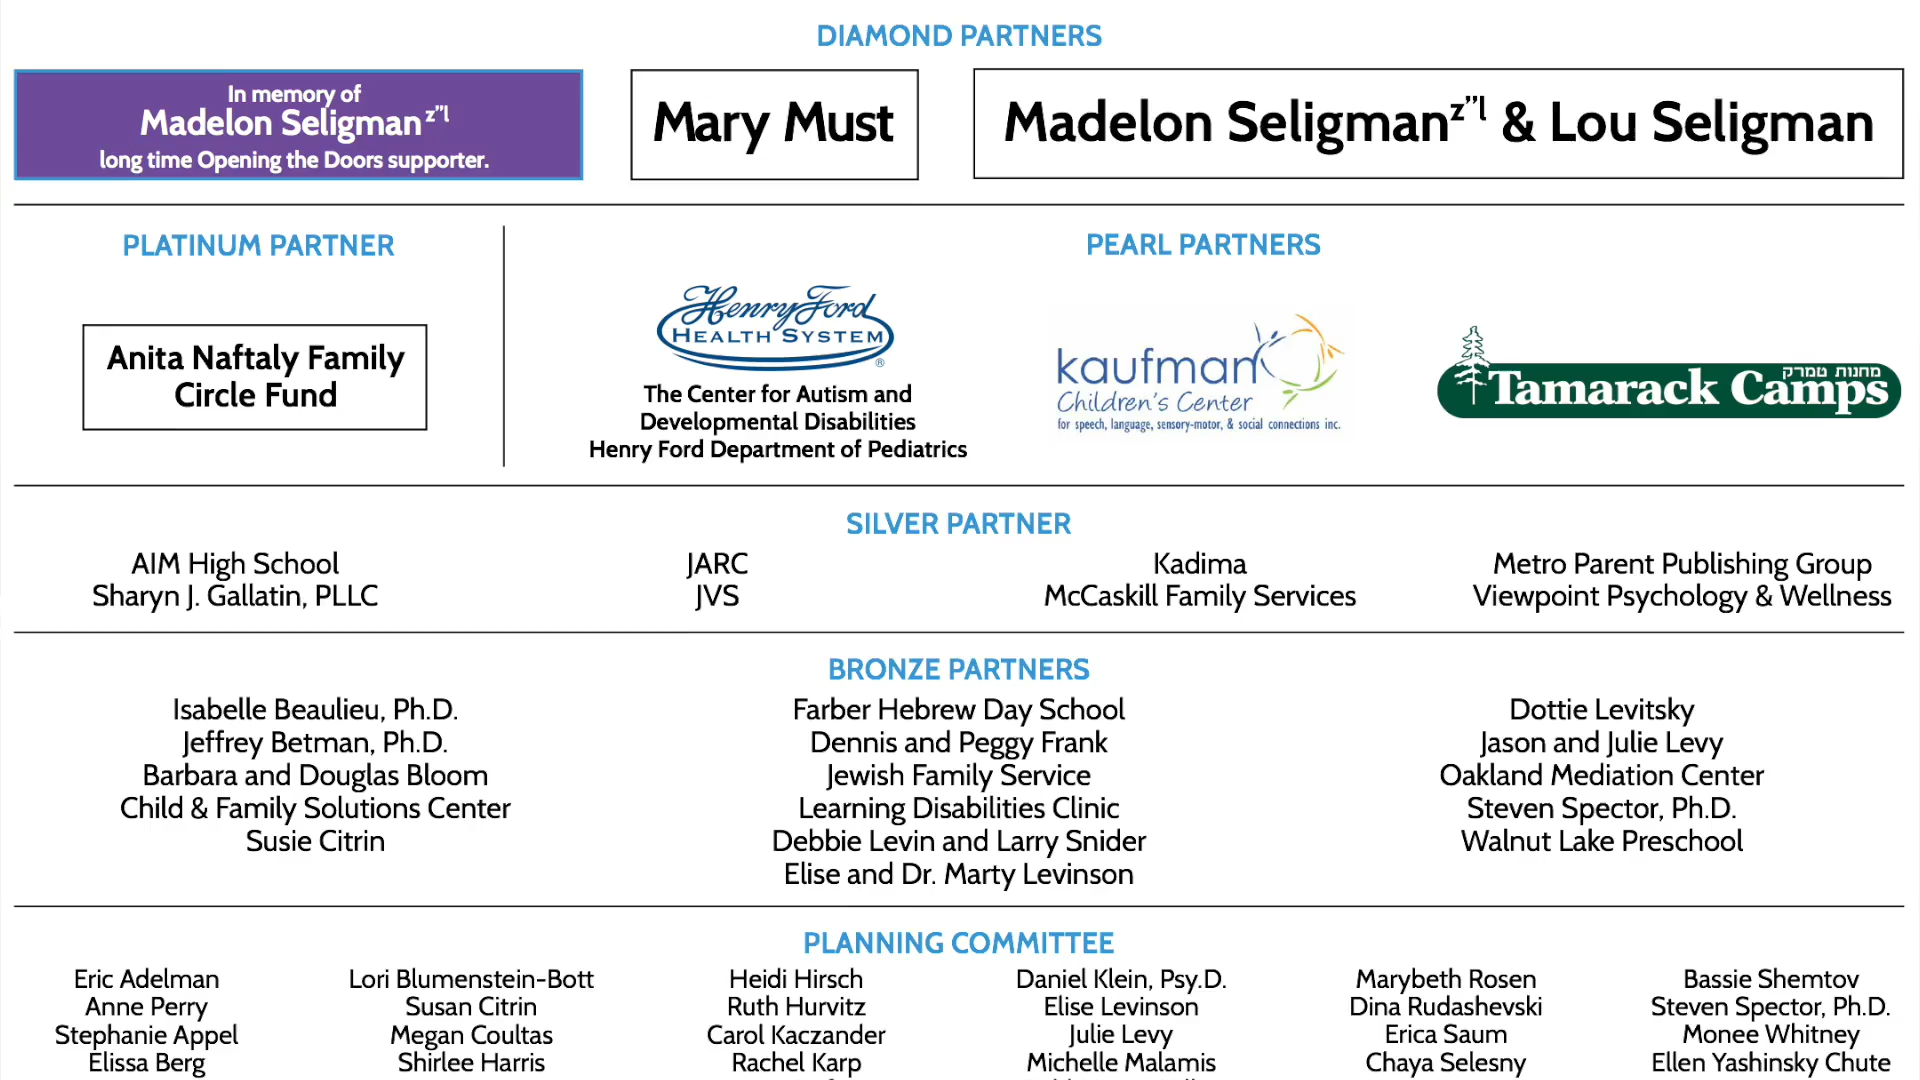 DIAMOND PARTNERS
In memory of
Madelon Seligman z"l
long time Opening the Doors supporter.
Mary Must
Madelon Seligman z"l & Lou Seligman
PLATINUM PARTNER
Anita Naftaly Family
Circle Fund
PEARL PARTNERS
Henry Ford
HEALTH SYSTEM
®
The Center for Autism and
Developmental Disabilities
Henry Ford Department of Pediatrics
kaufman
Children's Center
for speech, language, sensory-motor, & social connections inc.
מחנות טמרק
Tamarack Camps
SILVER PARTNER
AIM High School
Sharyn J. Gallatin, PLLC
JARC
JVS
Kadima
McCaskill Family Services
Metro Parent Publishing Group
Viewpoint Psychology & Wellness
BRONZE PARTNERS
Isabelle Beaulieu, Ph.D.
Jeffrey Betman, Ph.D.
Barbara and Douglas Bloom
Child & Family Solutions Center
Susie Citrin
Farber Hebrew Day School
Dennis and Peggy Frank
Jewish Family Service
Learning Disabilities Clinic
Debbie Levin and Larry Snider
Elise and Dr. Marty Levinson
Dottie Levitsky
Jason and Julie Levy
Oakland Mediation Center
Steven Spector, Ph.D.
Walnut Lake Preschool
PLANNING COMMITTEE
Eric Adelman
Anne Perry
Stephanie Appel
Elissa Berg
Lori Blumenstein-Bott
Susan Citrin
Megan Coultas
Shirlee Harris
Heidi Hirsch
Ruth Hurvitz
Carol Kaczander
Rachel Karp
Daniel Klein, Psy.D.
Elise Levinson
Julie Levy
Michelle Malamis
Marybeth Rosen
Dina Rudashevski
Erica Saum
Chaya Selesny
Bassie Shemtov
Steven Spector, Ph.D.
Monee Whitney
Ellen Yashinsky Chute